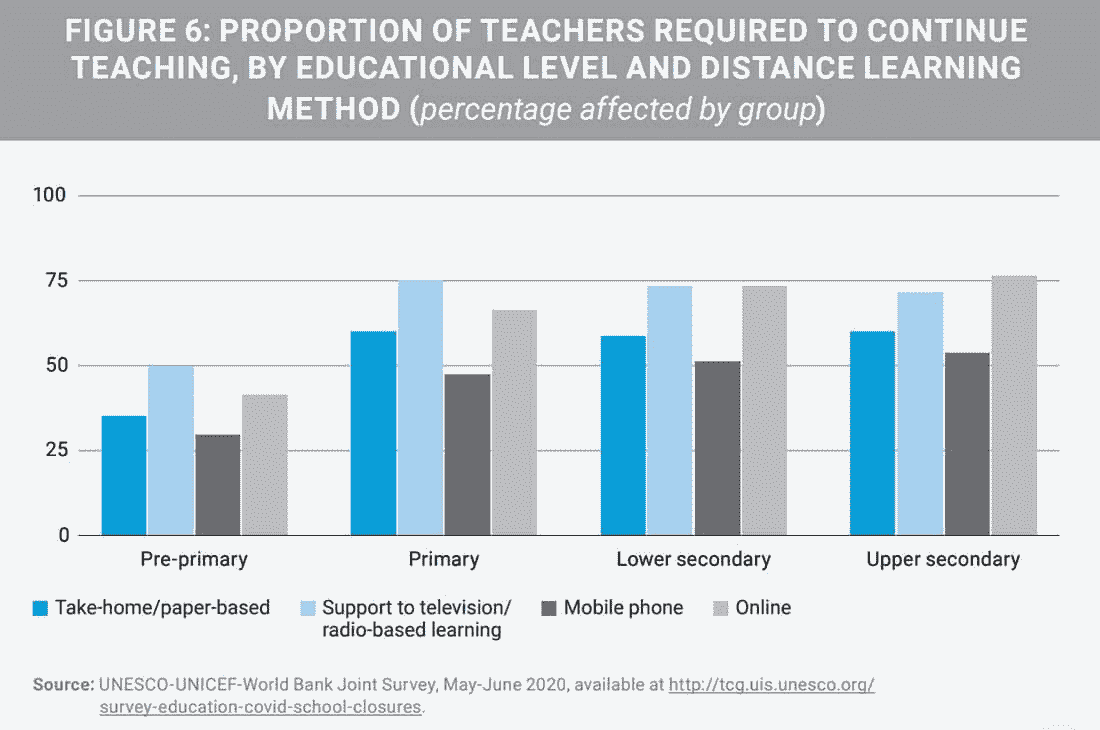 FIGURE 6: PROPORTION OF TEACHERS REQUIRED TO CONTINUE
TEACHING, BY EDUCATIONAL LEVEL AND DISTANCE LEARNING
METHOD (percentage affected by group)
100
75
50
25
0
Pre-primary Primary Lower secondary Upper secondary
Take-home/paper-based Support to television/ Mobile phone Online
radio-based learning
Source: UNESCO-UNICEF-World Bank Joint Survey, May-June 2020, available at http://tcg.uis.unesco.org/
survey-education-covid-school-closures.